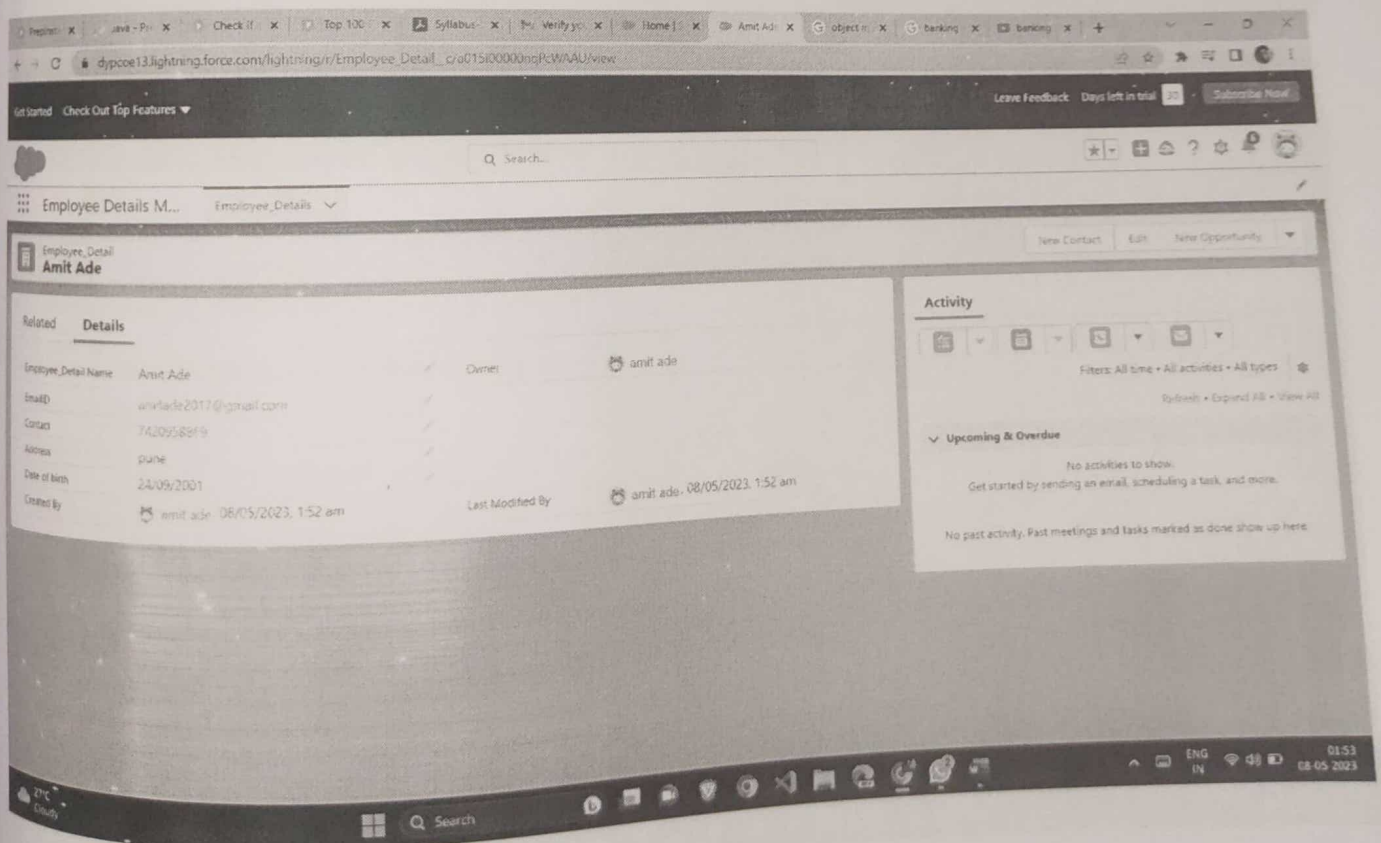 Java - Pr
Check if
Top 100
Syllabus-
Verify yo
Home | S
Amit Ad
object
banking
banking
dypcoe13.lightning.force.com/lightning/r/Employee_Detail__c/a015i00000nqPcWAAU/view
Get Started Check Out Top Features
Leave Feedback Days left in trial 30 Subscribe Now
Search...
Employee Details M... Employee_Details
Employee_Detail
Amit Ade
New Contact Edit New Opportunity
Related Details
Employee_Detail Name Amit Ade
Owner amit ade
EmailID
Contact
Address pune
Date of birth 24/09/2001
Created By amit ade, 08/05/2023, 1:52 am
Last Modified By amit ade, 08/05/2023, 1:52 am
Activity
Filters: All time • All activities • All types
Refresh • Expand All • View All
Upcoming & Overdue
No activities to show.
Get started by sending an email, scheduling a task, and more.
No past activity. Past meetings and tasks marked as done show up here.
27°C
Cloudy
Search
ENG
IN
01:53
08-05-2023